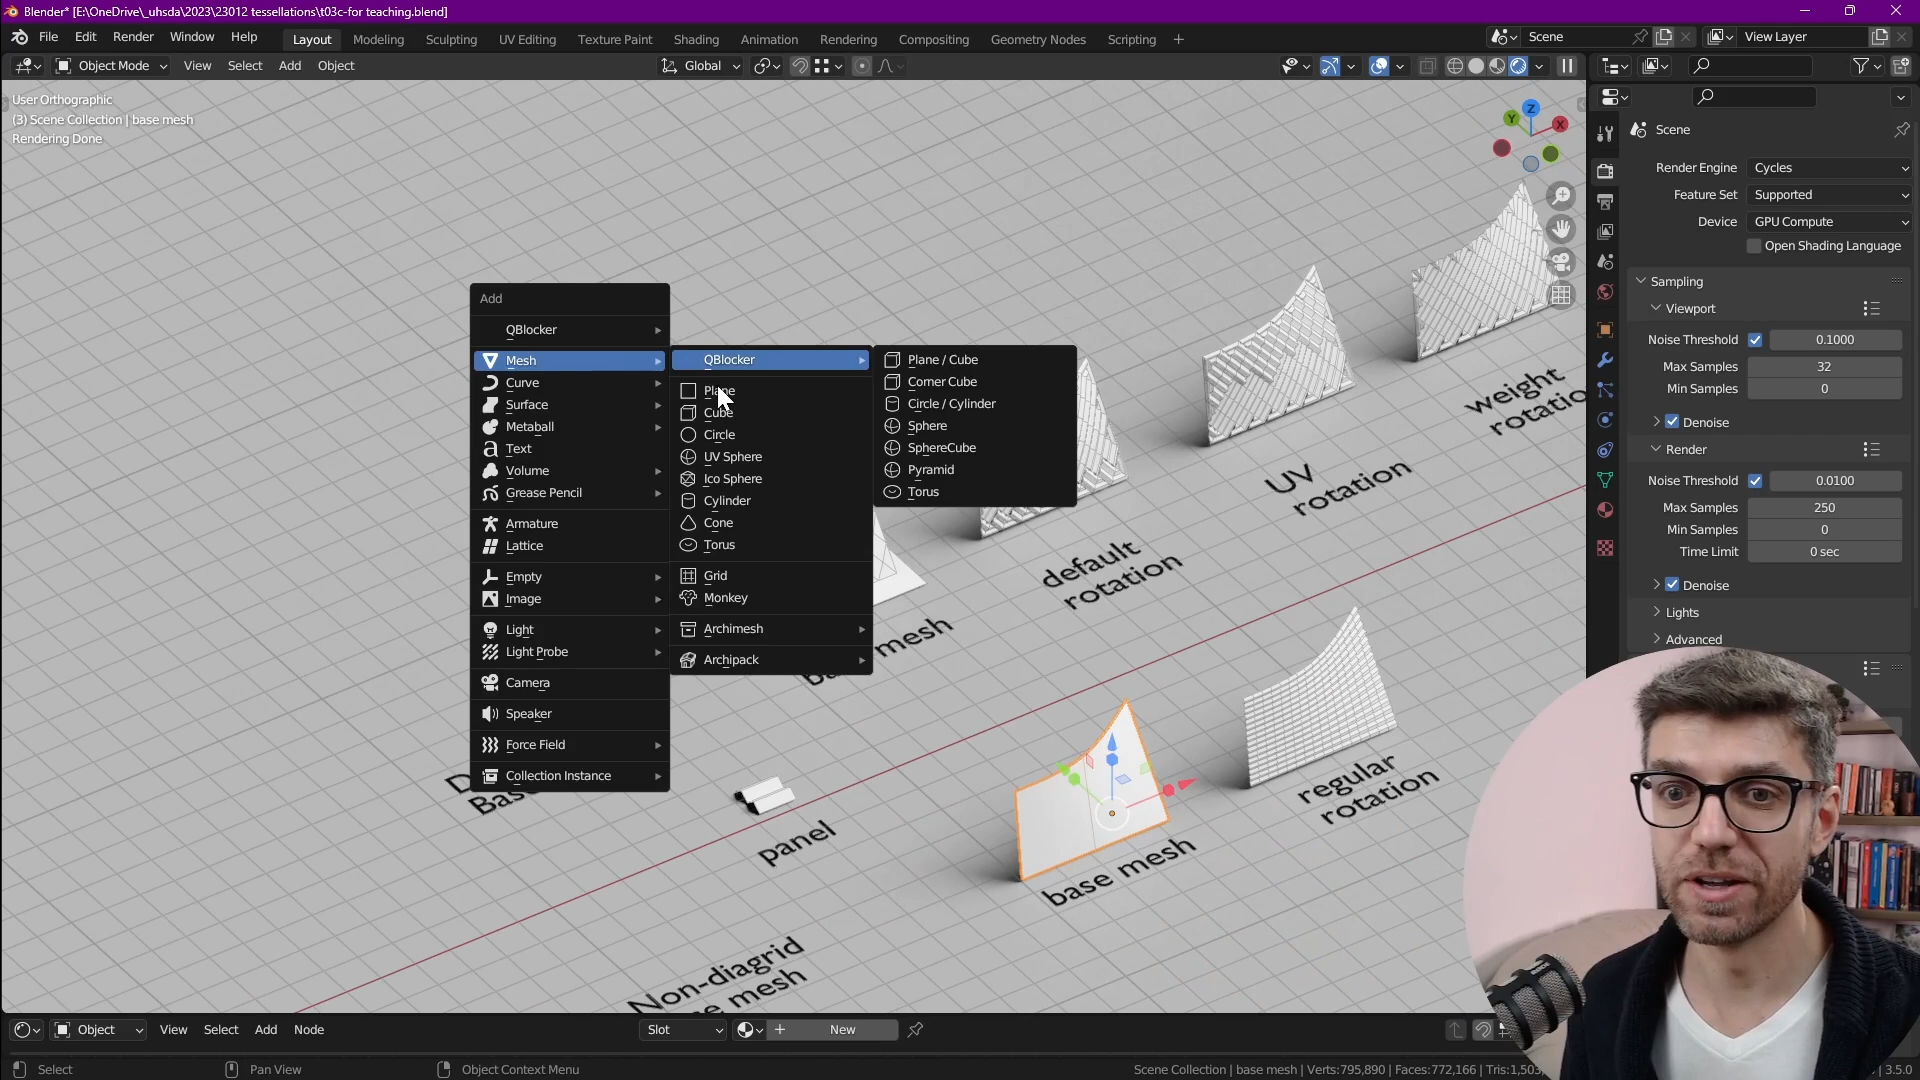 Blender* [E:\OneDrive\_uhsda\2023\23012 tessellations\t03c-for teaching.blend]
File Edit Render Window Help Layout Modeling Sculpting UV Editing Texture Paint Shading Animation Rendering Compositing Geometry Nodes Scripting + Scene View Layer
Object Mode View Select Add Object Global
User Orthographic
(3) Scene Collection | base mesh
Rendering Done
Z
Y
X
Add
QBlocker
Mesh
Curve
Surface
Metaball
Text
Volume
Grease Pencil
Armature
Lattice
Empty
Image
Light
Light Probe
Camera
Speaker
Force Field
Collection Instance
QBlocker
Plane
Cube
Circle
UV Sphere
Ico Sphere
Cylinder
Cone
Torus
Grid
Monkey
Archimesh
Archipack
Plane / Cube
Corner Cube
Circle / Cylinder
Sphere
SphereCube
Pyramid
Torus
weight
rotation
UV
rotation
default
rotation
mesh
regular
rotation
panel
base mesh
Non-diagrid
mesh
Scene
Render Engine Cycles
Feature Set Supported
Device GPU Compute
Open Shading Language
Sampling
Viewport
Noise Threshold 0.1000
Max Samples 32
Min Samples 0
Denoise
Render
Noise Threshold 0.0100
Max Samples 250
Min Samples 0
Time Limit 0 sec
Denoise
Lights
Advanced
Object View Select Add Node Slot + New
Select Pan View Object Context Menu Scene Collection | base mesh | Verts:795,890 | Faces:772,166 | Tris:1,503, | 3.5.0